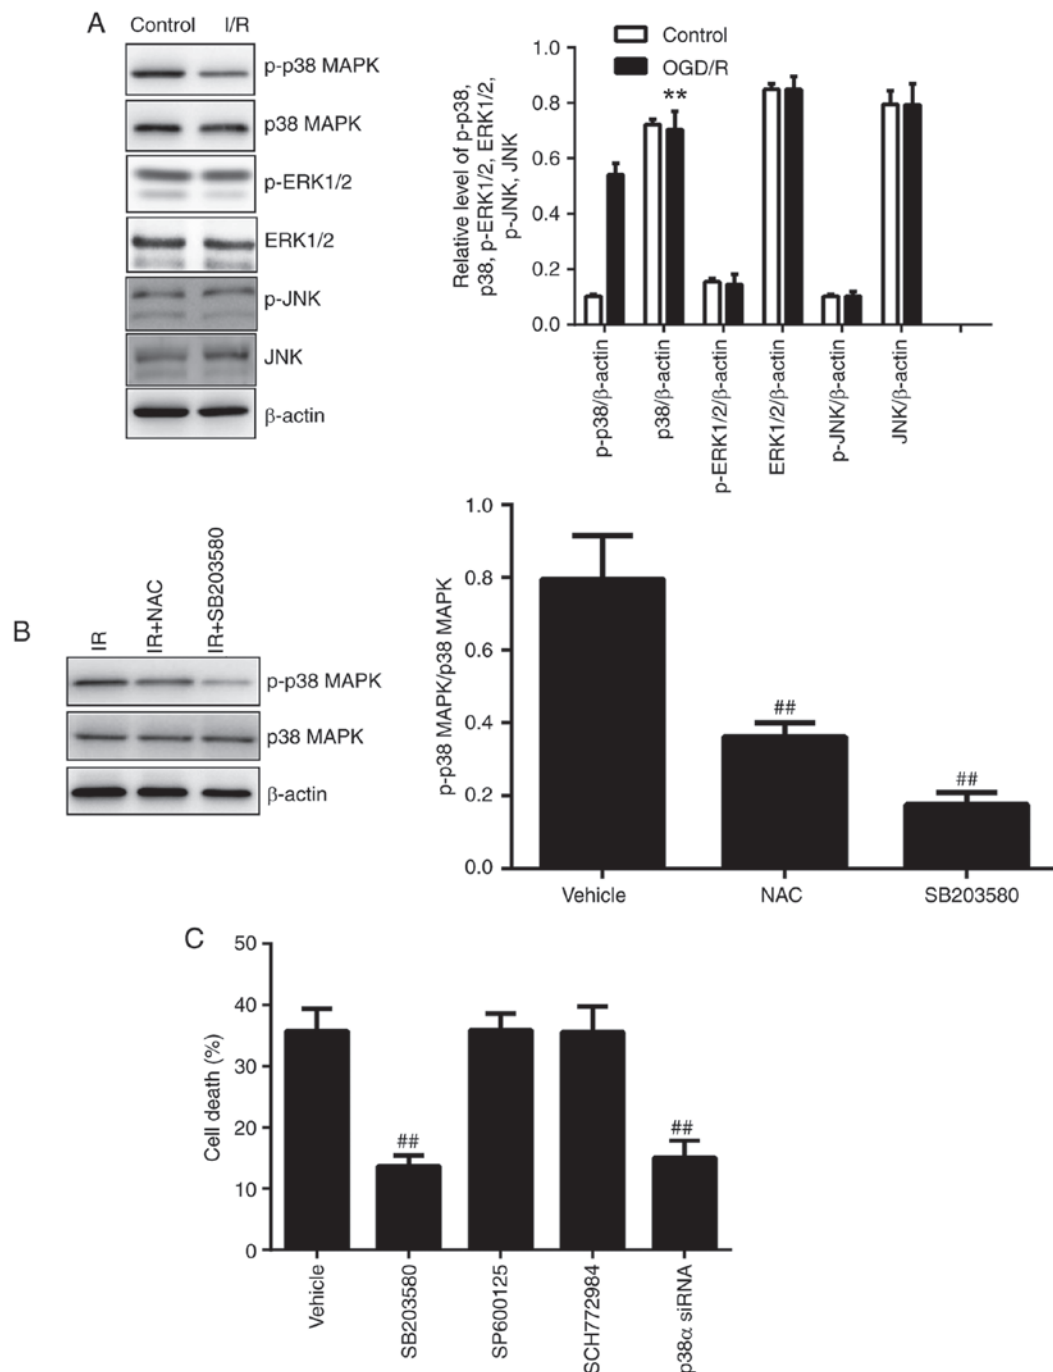 A
Control I/R
p-p38 MAPK
p38 MAPK
p-ERK1/2
ERK1/2
p-JNK
JNK
β-actin
Control
OGD/R
Relative level of p-p38,
p38, p-ERK1/2, ERK1/2,
p-JNK, JNK
1.0
0.8
0.6
0.4
0.2
0.0
**
p-p38/β-actin
p38/β-actin
p-ERK1/2/β-actin
ERK1/2/β-actin
p-JNK/β-actin
JNK/β-actin
B
IR
IR+NAC
IR+SB203580
p-p38 MAPK
p38 MAPK
β-actin
p-p38 MAPK/p38 MAPK
1.0
0.8
0.6
0.4
0.2
0.0
##
##
Vehicle NAC SB203580
C
Cell death (%)
50
40
30
20
10
0
##
##
Vehicle
SB203580
SP600125
SCH772984
p38α siRNA